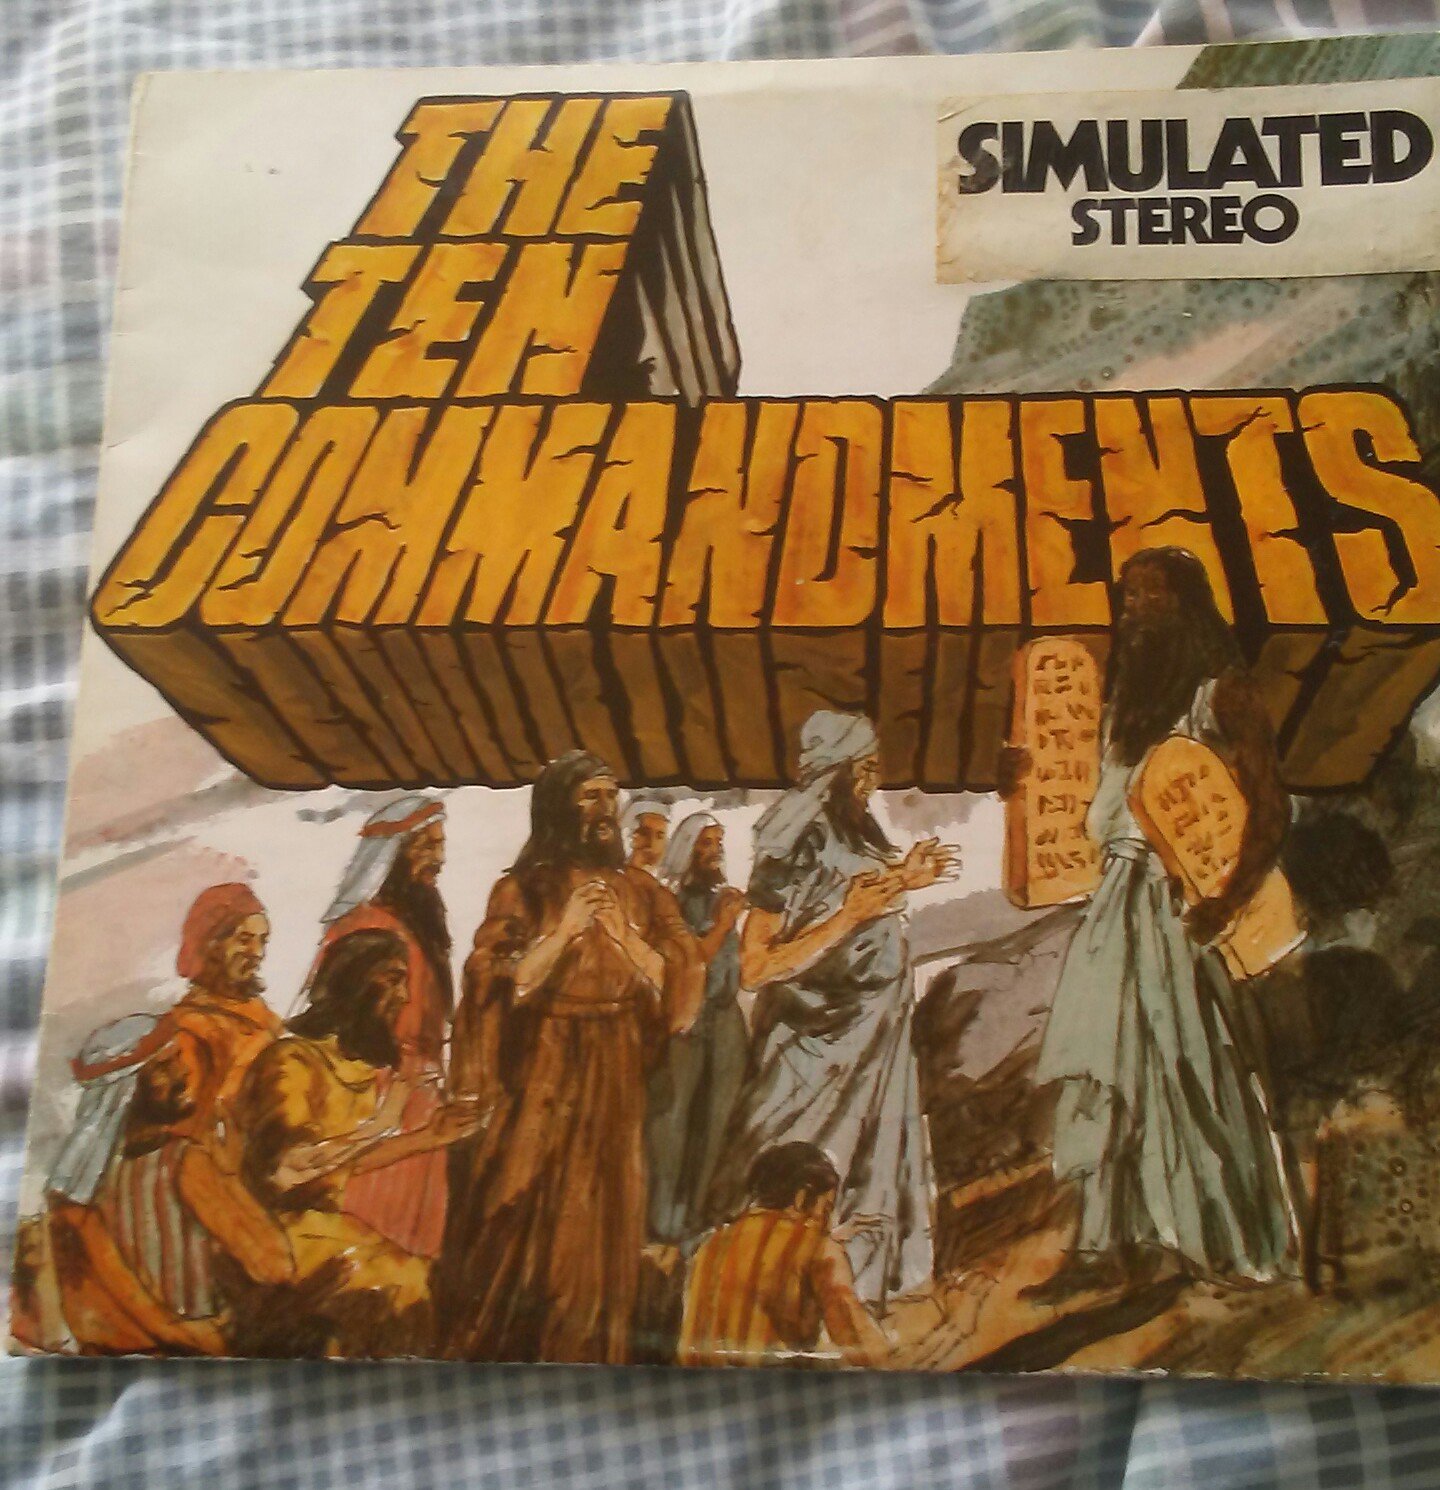 THE
TEN
COMMANDMENTS
SIMULATED
STEREO